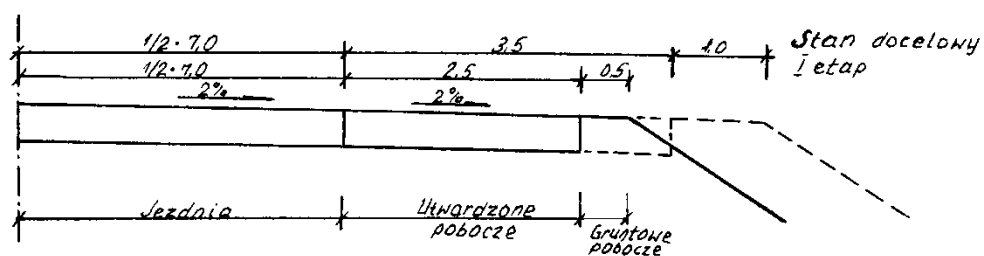 1/2·7,0 3,5 1,0 Stan docelowy
1/2·7,0 2,5 0,5 I etap
2% 2%
Jezdnia Utwardzone pobocze Gruntowe pobocze